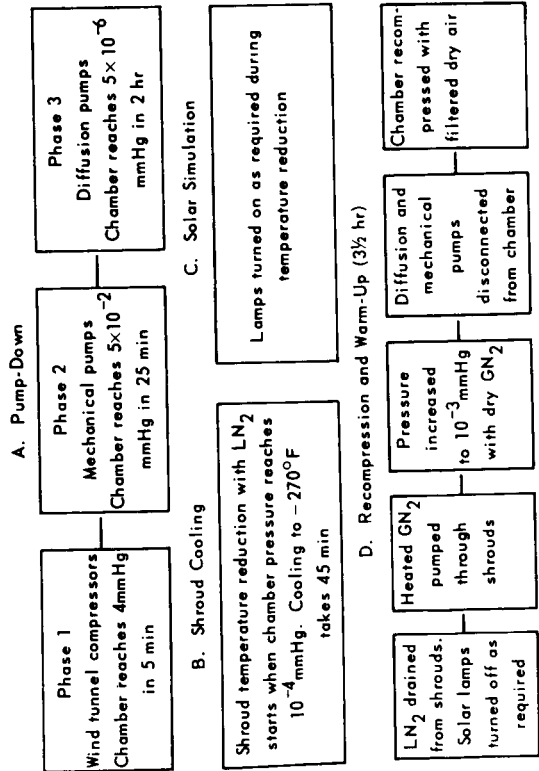 A. Pump-Down
Phase 1
Wind tunnel compressors
Chamber reaches 4mmHg
in 5 min
Phase 2
Mechanical pumps
Chamber reaches 5×10⁻²
mmHg in 25 min
Phase 3
Diffusion pumps
Chamber reaches 5×10⁻⁶
mmHg in 2 hr
B. Shroud Cooling
Shroud temperature reduction with LN₂
starts when chamber pressure reaches
10⁻⁴mmHg. Cooling to −270°F
takes 45 min
C. Solar Simulation
Lamps turned on as required during
temperature reduction
D. Recompression and Warm-Up (3½ hr)
LN₂ drained
from shrouds.
Solar lamps
turned off as
required
Heated GN₂
pumped
through
shrouds
Pressure
increased
to 10⁻³mmHg
with dry GN₂
Diffusion and
mechanical
pumps
disconnected
from chamber
Chamber recom-
pressed with
filtered dry air